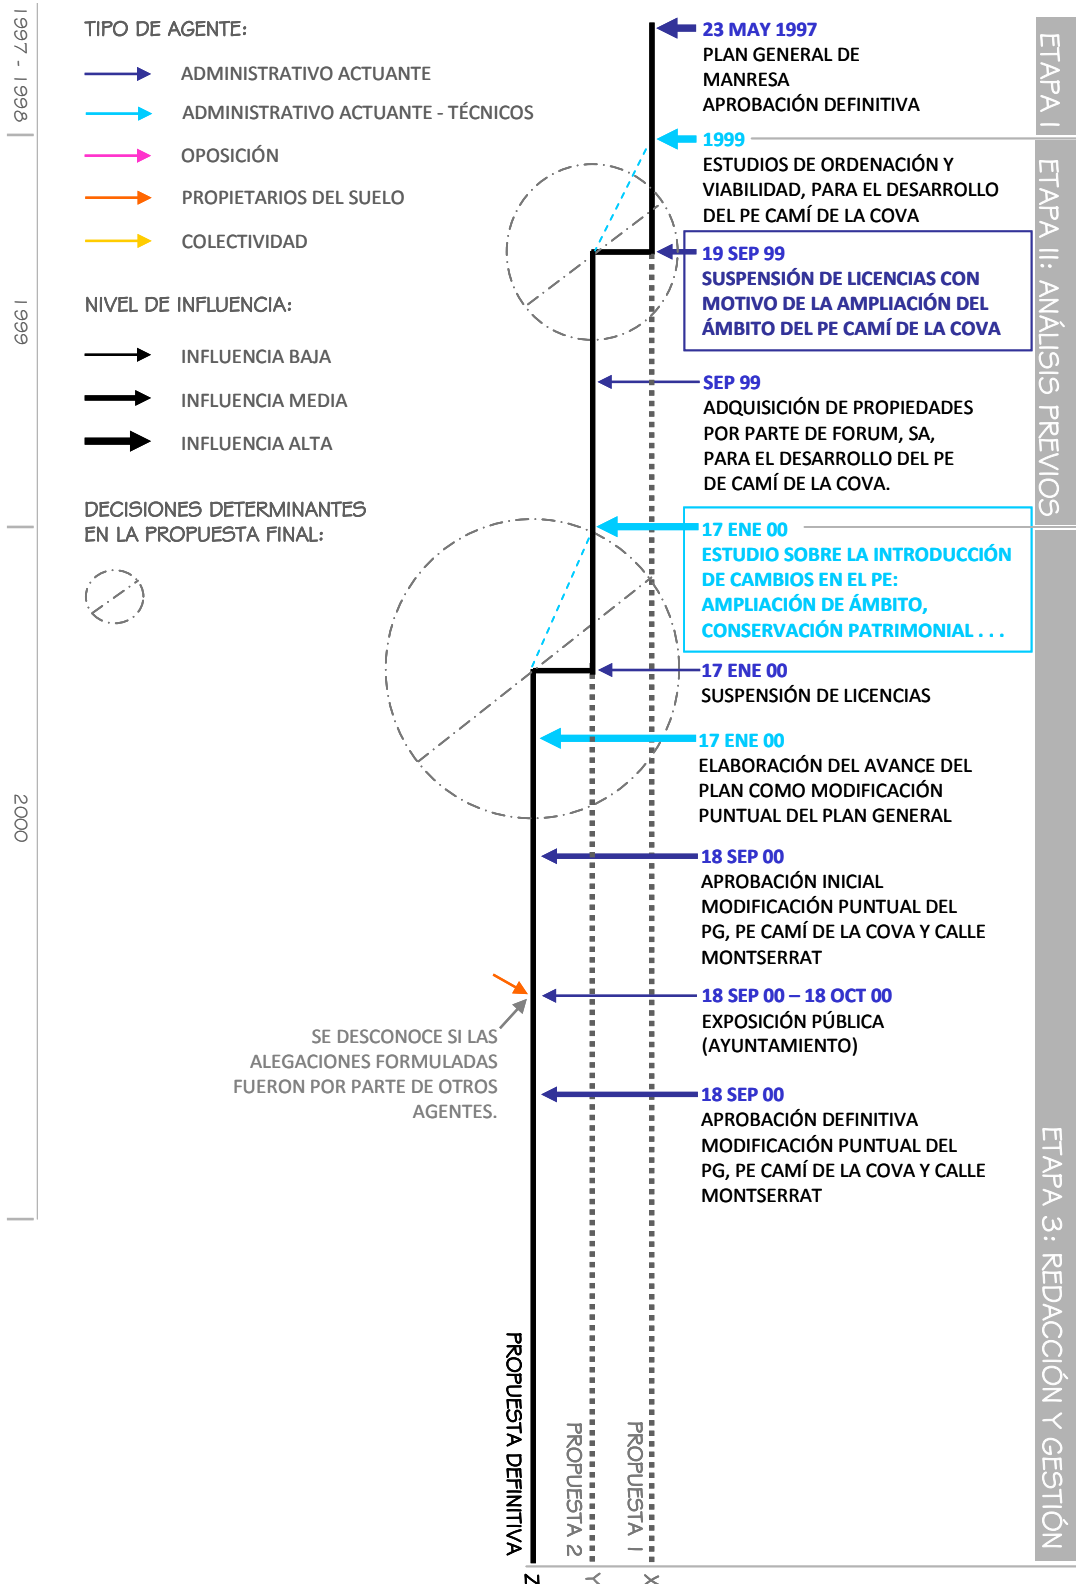 1997 - 1998
1999
2000
TIPO DE AGENTE:
ADMINISTRATIVO ACTUANTE
ADMINISTRATIVO ACTUANTE - TÉCNICOS
OPOSICIÓN
PROPIETARIOS DEL SUELO
COLECTIVIDAD
NIVEL DE INFLUENCIA:
INFLUENCIA BAJA
INFLUENCIA MEDIA
INFLUENCIA ALTA
DECISIONES DETERMINANTES
EN LA PROPUESTA FINAL:
23 MAY 1997
PLAN GENERAL DE
MANRESA
APROBACIÓN DEFINITIVA
1999
ESTUDIOS DE ORDENACIÓN Y
VIABILIDAD, PARA EL DESARROLLO
DEL PE CAMÍ DE LA COVA
19 SEP 99
SUSPENSIÓN DE LICENCIAS CON
MOTIVO DE LA AMPLIACIÓN DEL
ÁMBITO DEL PE CAMÍ DE LA COVA
SEP 99
ADQUISICIÓN DE PROPIEDADES
POR PARTE DE FORUM, SA,
PARA EL DESARROLLO DEL PE
DE CAMÍ DE LA COVA.
17 ENE 00
ESTUDIO SOBRE LA INTRODUCCIÓN
DE CAMBIOS EN EL PE:
AMPLIACIÓN DE ÁMBITO,
CONSERVACIÓN PATRIMONIAL . . .
17 ENE 00
SUSPENSIÓN DE LICENCIAS
17 ENE 00
ELABORACIÓN DEL AVANCE DEL
PLAN COMO MODIFICACIÓN
PUNTUAL DEL PLAN GENERAL
18 SEP 00
APROBACIÓN INICIAL
MODIFICACIÓN PUNTUAL DEL
PG, PE CAMÍ DE LA COVA Y CALLE
MONTSERRAT
18 SEP 00 – 18 OCT 00
EXPOSICIÓN PÚBLICA
(AYUNTAMIENTO)
SE DESCONOCE SI LAS
ALEGACIONES FORMULADAS
FUERON POR PARTE DE OTROS
AGENTES.
18 SEP 00
APROBACIÓN DEFINITIVA
MODIFICACIÓN PUNTUAL DEL
PG, PE CAMÍ DE LA COVA Y CALLE
MONTSERRAT
PROPUESTA DEFINITIVA
Z
PROPUESTA 2
Y
PROPUESTA 1
X
ETAPA I
ETAPA II: ANÁLISIS PREVIOS
ETAPA 3: REDACCIÓN Y GESTIÓN